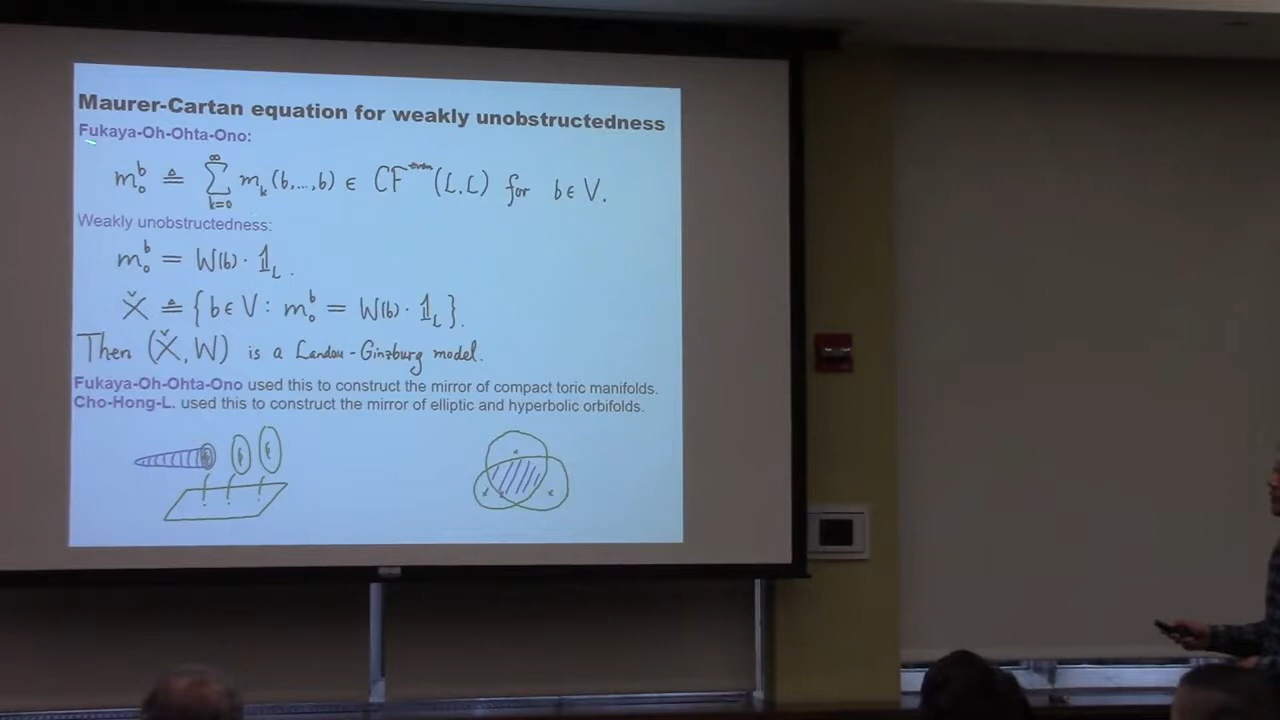 Maurer-Cartan equation for weakly unobstructedness
Fukaya-Oh-Ohta-Ono:
m₀ᵇ ≜ ∑_{k=0}^{∞} m_k(b,...,b) ∈ CF^{even}(L,L) for b ∈ V.
Weakly unobstructedness:
m₀ᵇ = W(b) · 𝟙_L.
X̌ ≜ { b ∈ V : m₀ᵇ = W(b) · 𝟙_L }.
Then (X̌, W) is a Landau-Ginzburg model.
Fukaya-Oh-Ohta-Ono used this to construct the mirror of compact toric manifolds.
Cho-Hong-L. used this to construct the mirror of elliptic and hyperbolic orbifolds.